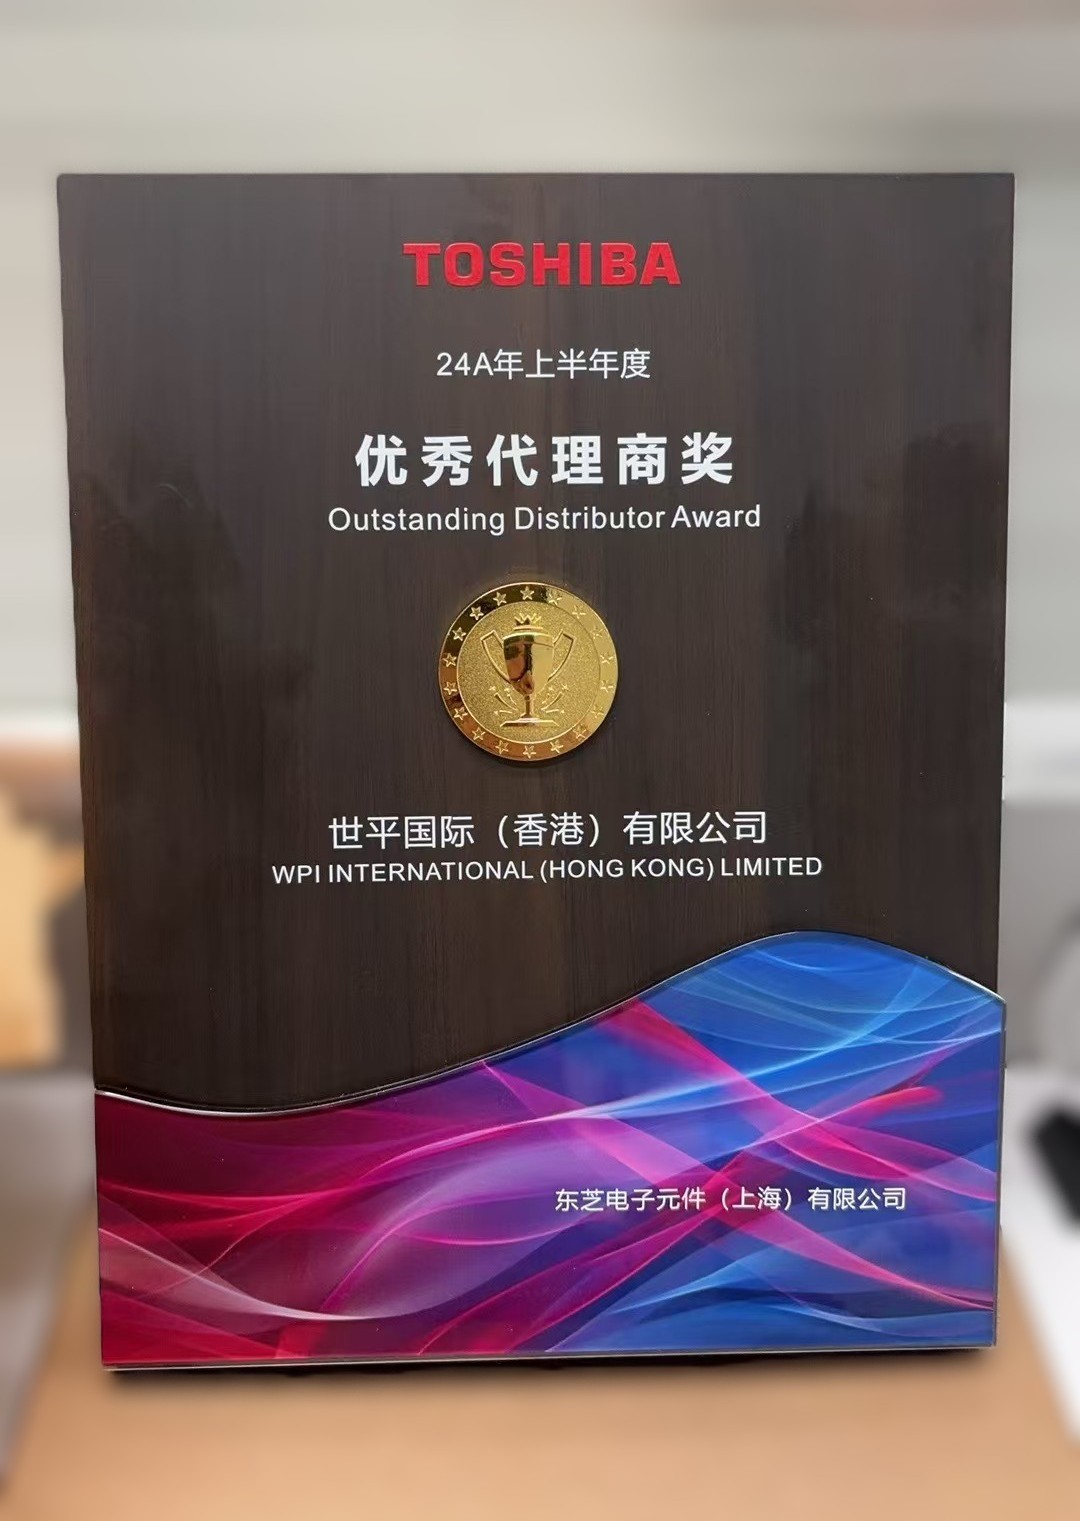 TOSHIBA
24A年上半年度
优秀代理商奖
Outstanding Distributor Award
世平国际（香港）有限公司
WPI INTERNATIONAL (HONG KONG) LIMITED
东芝电子元件（上海）有限公司